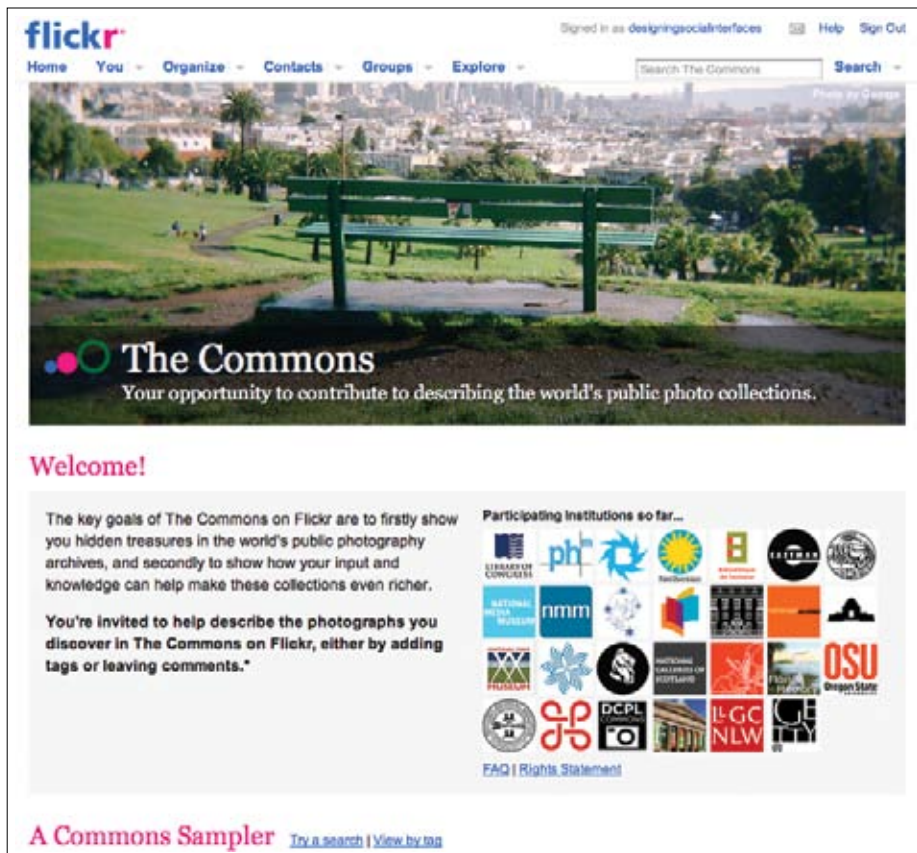 flickr
Signed in as designingsocialinterfaces Help Sign Out
Home You Organize Contacts Groups Explore
Search The Commons Search
Photo by George
The Commons
Your opportunity to contribute to describing the world's public photo collections.
Welcome!
The key goals of The Commons on Flickr are to firstly show
you hidden treasures in the world's public photography
archives, and secondly to show how your input and
knowledge can help make these collections even richer.
You're invited to help describe the photographs you
discover in The Commons on Flickr, either by adding
tags or leaving comments.*
Participating Institutions so far...
LIBRARY OF
CONGRESS
ph
Smithsonian
EASTMAN
NATIONAL
MEDIA
MUSEUM
nmm
MUSEUM
NATIONAL
GALLERIES OF
SCOTLAND
OSU
Oregon State
DCPL
COMMONS
LLGC
NLW
GE
TTY
FAQ | Rights Statement
A Commons Sampler Try a search | View by tag